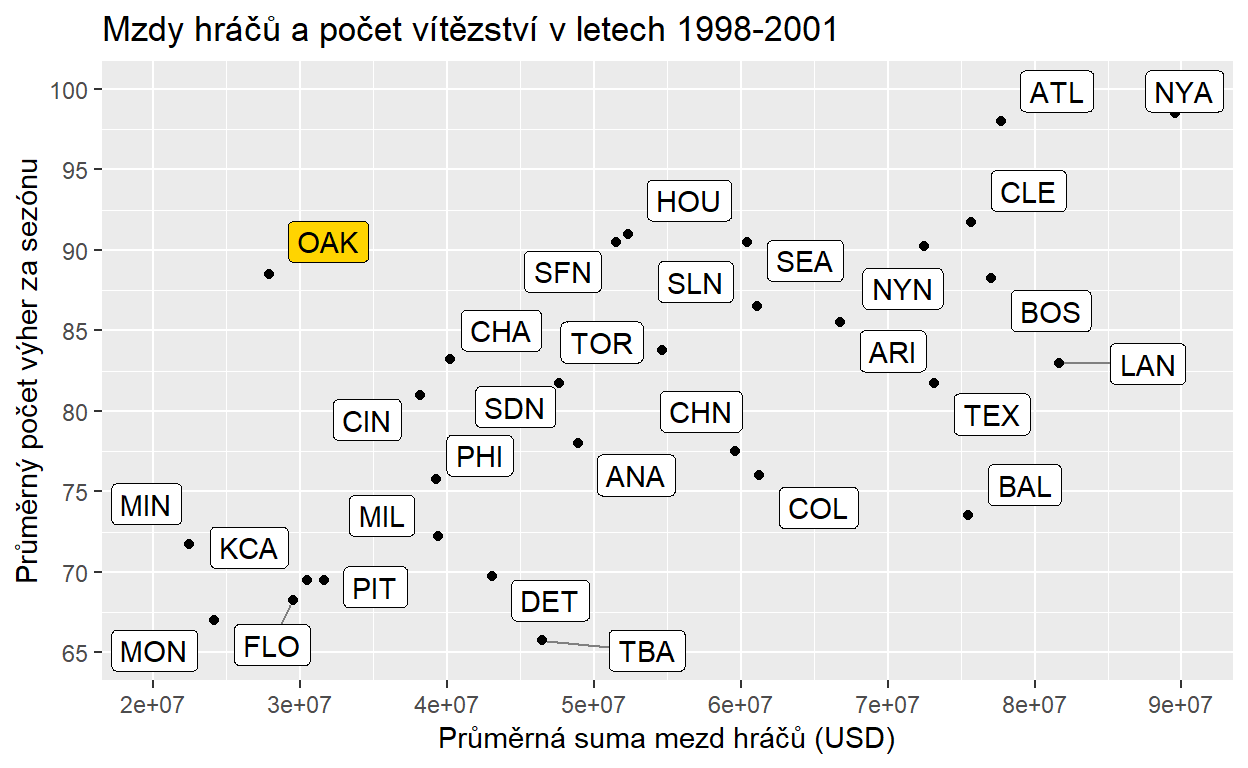 Mzdy hráčů a počet vítězství v letech 1998-2001
Průměrný počet výher za sezónu
100
95
90
85
80
75
70
65
ATL
NYA
CLE
HOU
OAK
SFN
SLN
SEA
NYN
BOS
CHA
TOR
ARI
LAN
CIN
SDN
CHN
TEX
PHI
ANA
BAL
MIN
MIL
COL
KCA
PIT
DET
MON
FLO
TBA
2e+07 3e+07 4e+07 5e+07 6e+07 7e+07 8e+07 9e+07
Průměrná suma mezd hráčů (USD)